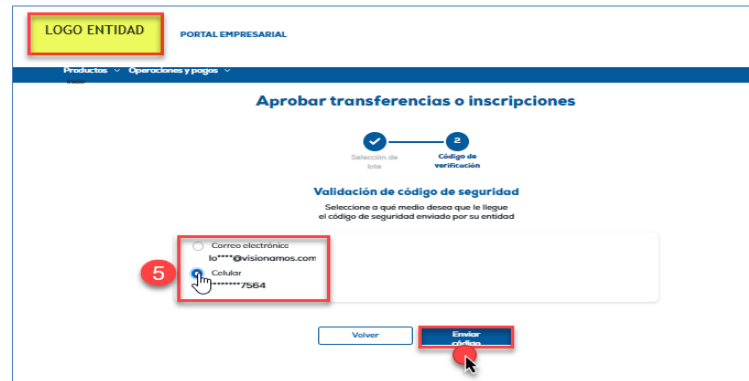 LOGO ENTIDAD
PORTAL EMPRESARIAL
Productos Operaciones y pagos
Inicio
Aprobar transferencias o inscripciones
2
Selección de
lote
Código de
verificación
Validación de código de seguridad
Seleccione a qué medio desea que le llegue
el código de seguridad enviado por su entidad
Correo electrónico
lo****@visionamos.com
5
Celular
*******7564
Volver
Enviar
código